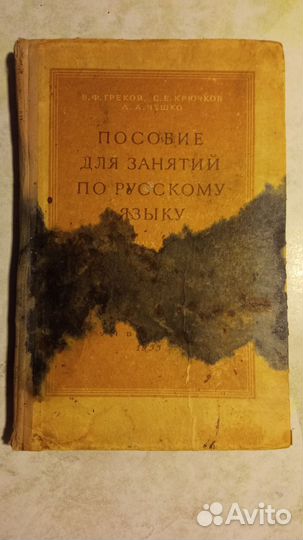 В. Ф. ГРЕКОВ, С. Е. КРЮЧКОВ
Л. А. ЧЕШКО
ПОСОБИЕ
ДЛЯ ЗАНЯТИЙ
ПО РУССКОМУ
ЯЗЫКУ
Avito